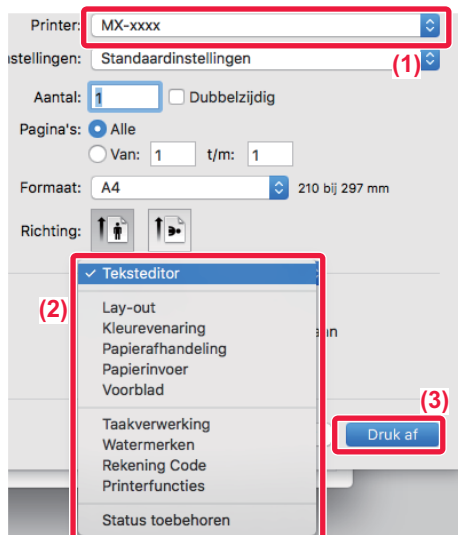 Printer: MX-xxxx
nstellingen: Standaardinstellingen
(1)
Aantal: 1 Dubbelzijdig
Pagina's: Alle
Van: 1 t/m: 1
Formaat: A4 210 bij 297 mm
Richting:
✓ Teksteditor
(2)
Lay-out
Kleurevenaring
Papierafhandeling
Papierinvoer
Voorblad
(3)
Taakverwerking
Druk af
Watermerken
Rekening Code
Printerfuncties
Status toebehoren